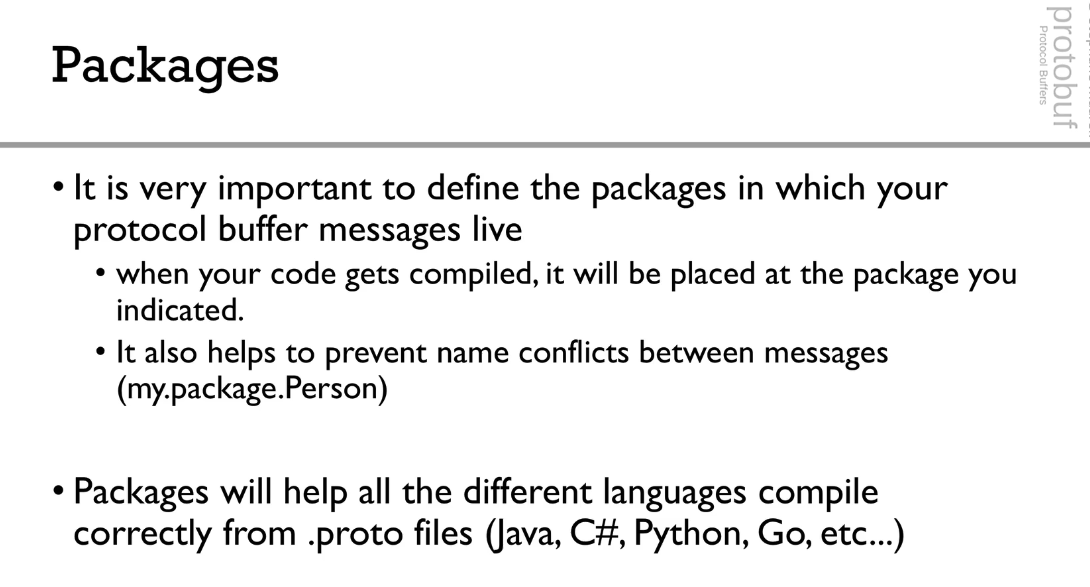 Packages
protobuf
Protocol Buffers
• It is very important to define the packages in which your
protocol buffer messages live
• when your code gets compiled, it will be placed at the package you
indicated.
• It also helps to prevent name conflicts between messages
(my.package.Person)
• Packages will help all the different languages compile
correctly from .proto files (Java, C#, Python, Go, etc...)